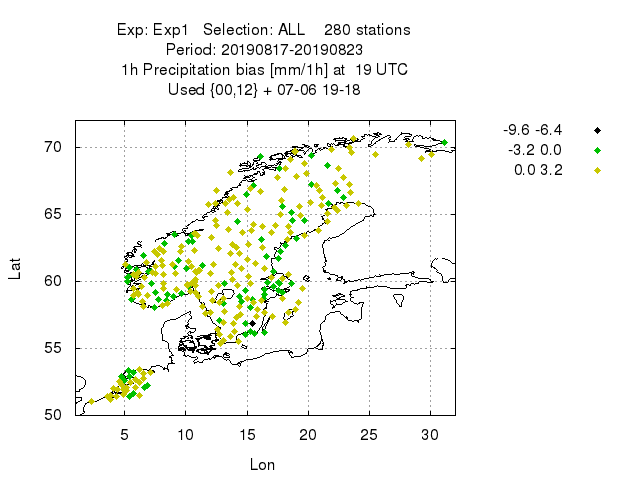 Exp: Exp1 Selection: ALL 280 stations
Period: 20190817-20190823
1h Precipitation bias [mm/1h] at 19 UTC
Used {00,12} + 07-06 19-18
-9.6 -6.4
-3.2 0.0
0.0 3.2
70
65
60
55
50
Lat
5 10 15 20 25 30
Lon